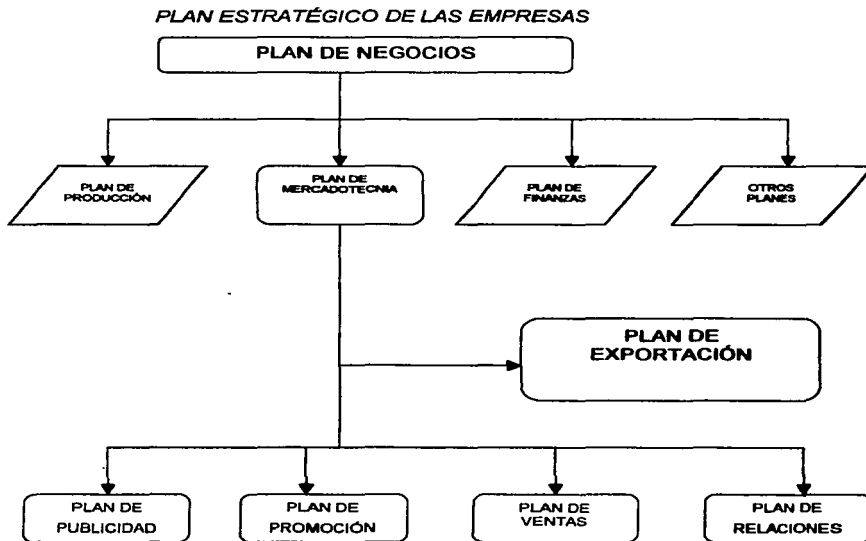 PLAN ESTRATÉGICO DE LAS EMPRESAS
PLAN DE NEGOCIOS
PLAN DE
PRODUCCIÓN
PLAN DE
MERCADOTECNIA
PLAN DE
FINANZAS
OTROS
PLANES
PLAN DE
EXPORTACIÓN
PLAN DE
PUBLICIDAD
PLAN DE
PROMOCIÓN
PLAN DE
VENTAS
PLAN DE
RELACIONES